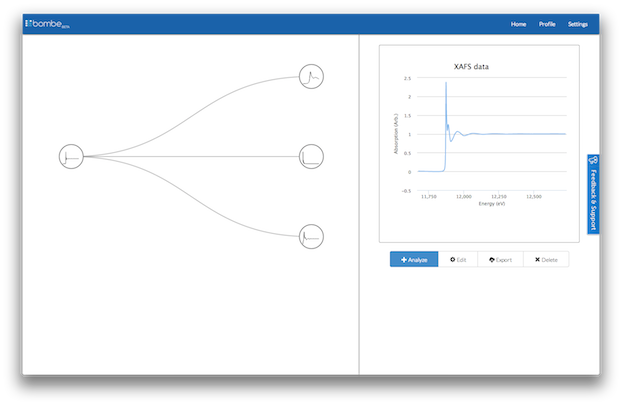 bombe BETA
Home Profile Settings
XAFS data
2.5
2
1.5
1
0.5
0
-0.5
Absorption (Arb.)
11,750 12,000 12,250 12,500
Energy (eV)
Analyze Edit Export Delete
Feedback & Support